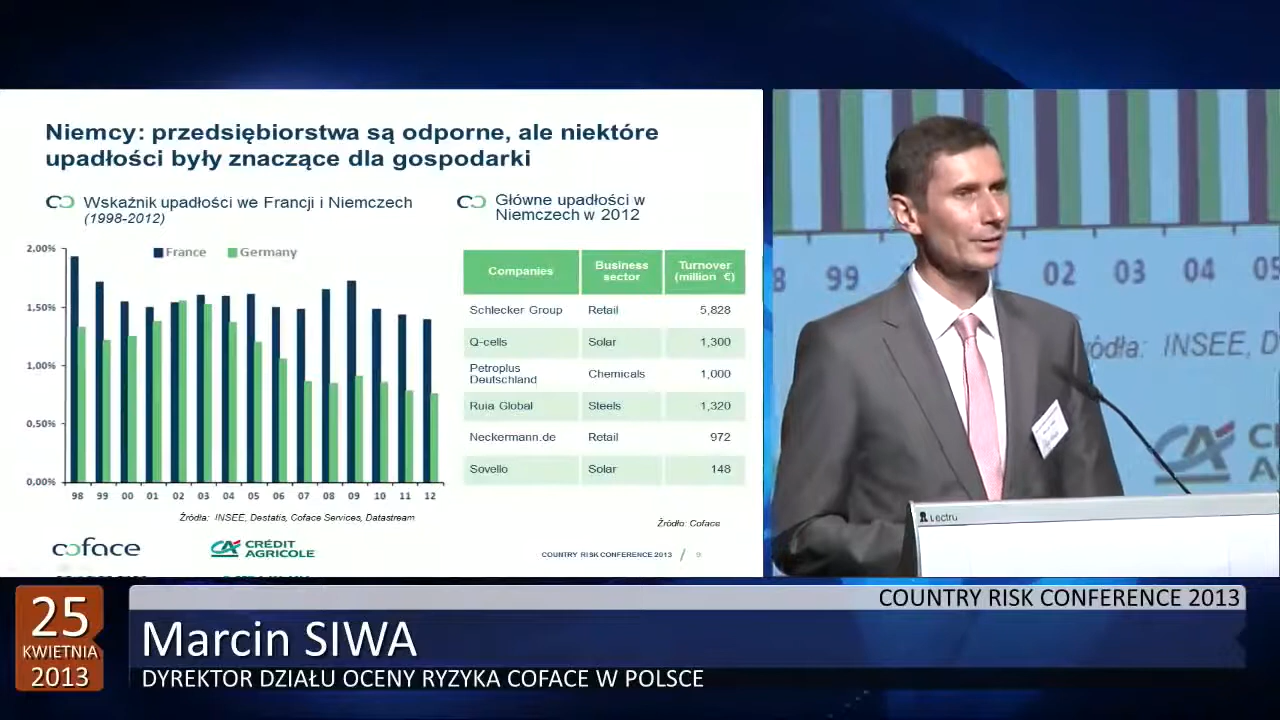 Niemcy: przedsiębiorstwa są odporne, ale niektóre
upadłości były znaczące dla gospodarki
Wskaźnik upadłości we Francji i Niemczech
(1998-2012)
2.00%
1.50%
1.00%
0.50%
0.00%
France Germany
98 99 00 01 02 03 04 05 06 07 08 09 10 11 12
Źródła: INSEE, Destatis, Coface Services, Datastream
Główne upadłości w
Niemczech w 2012
Companies Business sector Turnover (million €)
Schlecker Group Retail 5,828
Q-cells Solar 1,300
Petroplus Deutschland Chemicals 1,000
Ruia Global Steels 1,320
Neckermann.de Retail 972
Sovello Solar 148
Źródło: Coface
coface
CRÉDIT
AGRICOLE
COUNTRY RISK CONFERENCE 2013 / 9
8 99 02 03 04 05
ródła: INSEE, D
CA CR
A
Lectru
25
KWIETNIA
2013
COUNTRY RISK CONFERENCE 2013
Marcin SIWA
DYREKTOR DZIAŁU OCENY RYZYKA COFACE W POLSCE